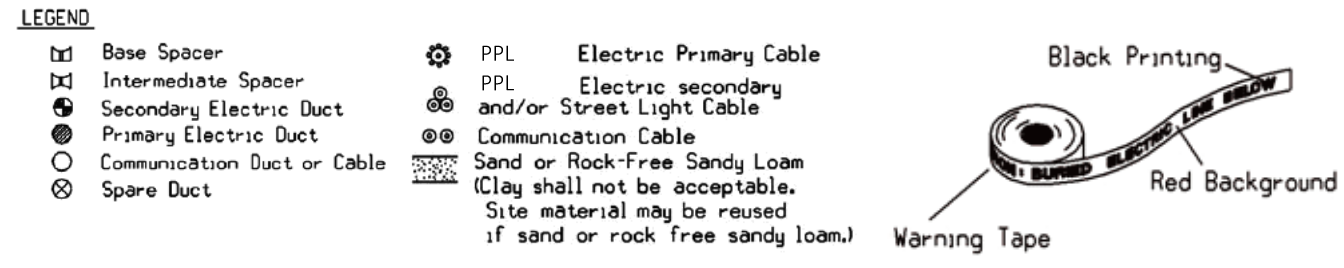 LEGEND
Base Spacer
Intermediate Spacer
Secondary Electric Duct
Primary Electric Duct
Communication Duct or Cable
Spare Duct
PPL Electric Primary Cable
PPL Electric secondary
and/or Street Light Cable
Communication Cable
Sand or Rock-Free Sandy Loam
(Clay shall not be acceptable.
Site material may be reused
if sand or rock free sandy loam.)
Black Printing
ION: BURIED ELECTRIC LINE BELOW
Red Background
Warning Tape